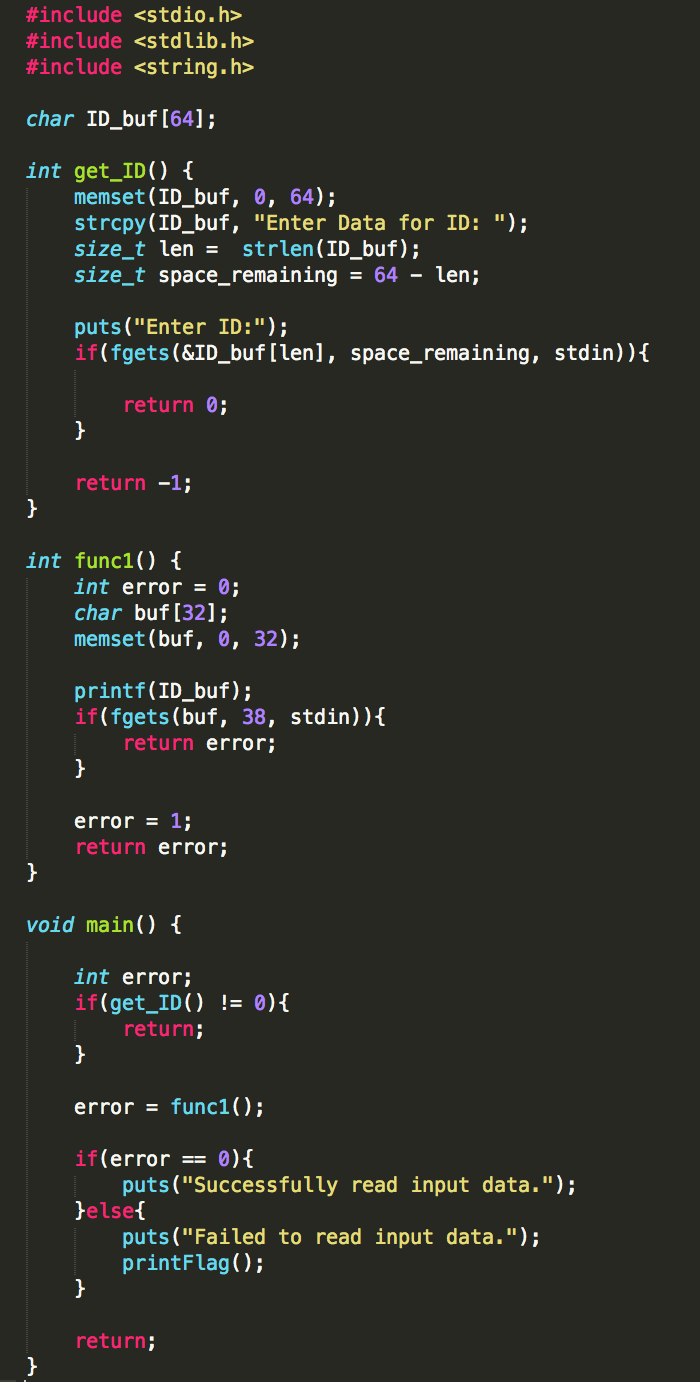 #include <stdio.h>
#include <stdlib.h>
#include <string.h>
char ID_buf[64];
int get_ID() {
memset(ID_buf, 0, 64);
strcpy(ID_buf, "Enter Data for ID: ");
size_t len =  strlen(ID_buf);
size_t space_remaining = 64 - len;
puts("Enter ID:");
if(fgets(&ID_buf[len], space_remaining, stdin)){
return 0;
}
return -1;
}
int func1() {
int error = 0;
char buf[32];
memset(buf, 0, 32);
printf(ID_buf);
if(fgets(buf, 38, stdin)){
return error;
}
error = 1;
return error;
}
void main() {
int error;
if(get_ID() != 0){
return;
}
error = func1();
if(error == 0){
puts("Successfully read input data.");
}else{
puts("Failed to read input data.");
printFlag();
}
return;
}